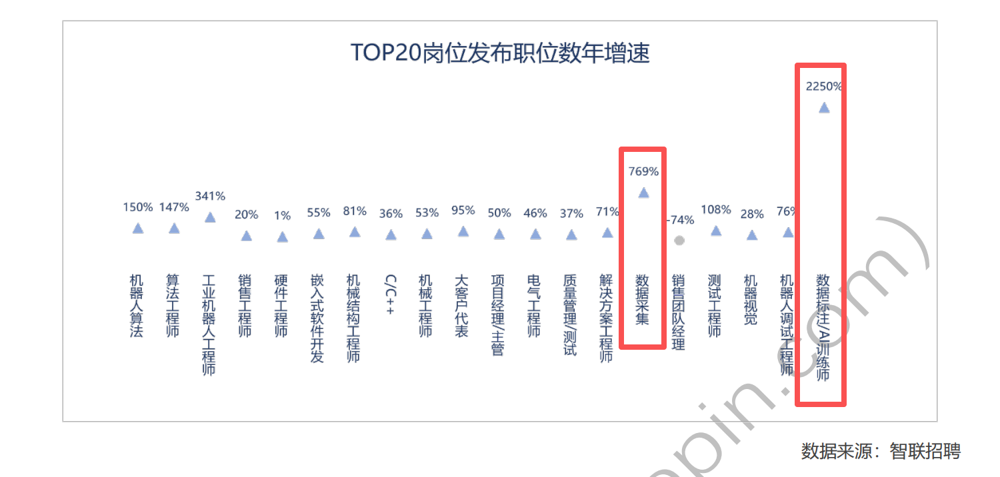 TOP20岗位发布职位数年增速
150%
147%
341%
20%
1%
55%
81%
36%
53%
95%
50%
46%
37%
71%
769%
-74%
108%
28%
76%
2250%
机器人算法
算法工程师
工业机器人工程师
销售工程师
硬件工程师
嵌入式软件开发
机械结构工程师
C/C++
机械工程师
大客户代表
项目经理/主管
电气工程师
质量管理/测试
解决方案工程师
数据采集
销售团队经理
测试工程师
机器视觉
机器人调试工程师
数据标注/AI训练师
数据来源：智联招聘
pin.com）